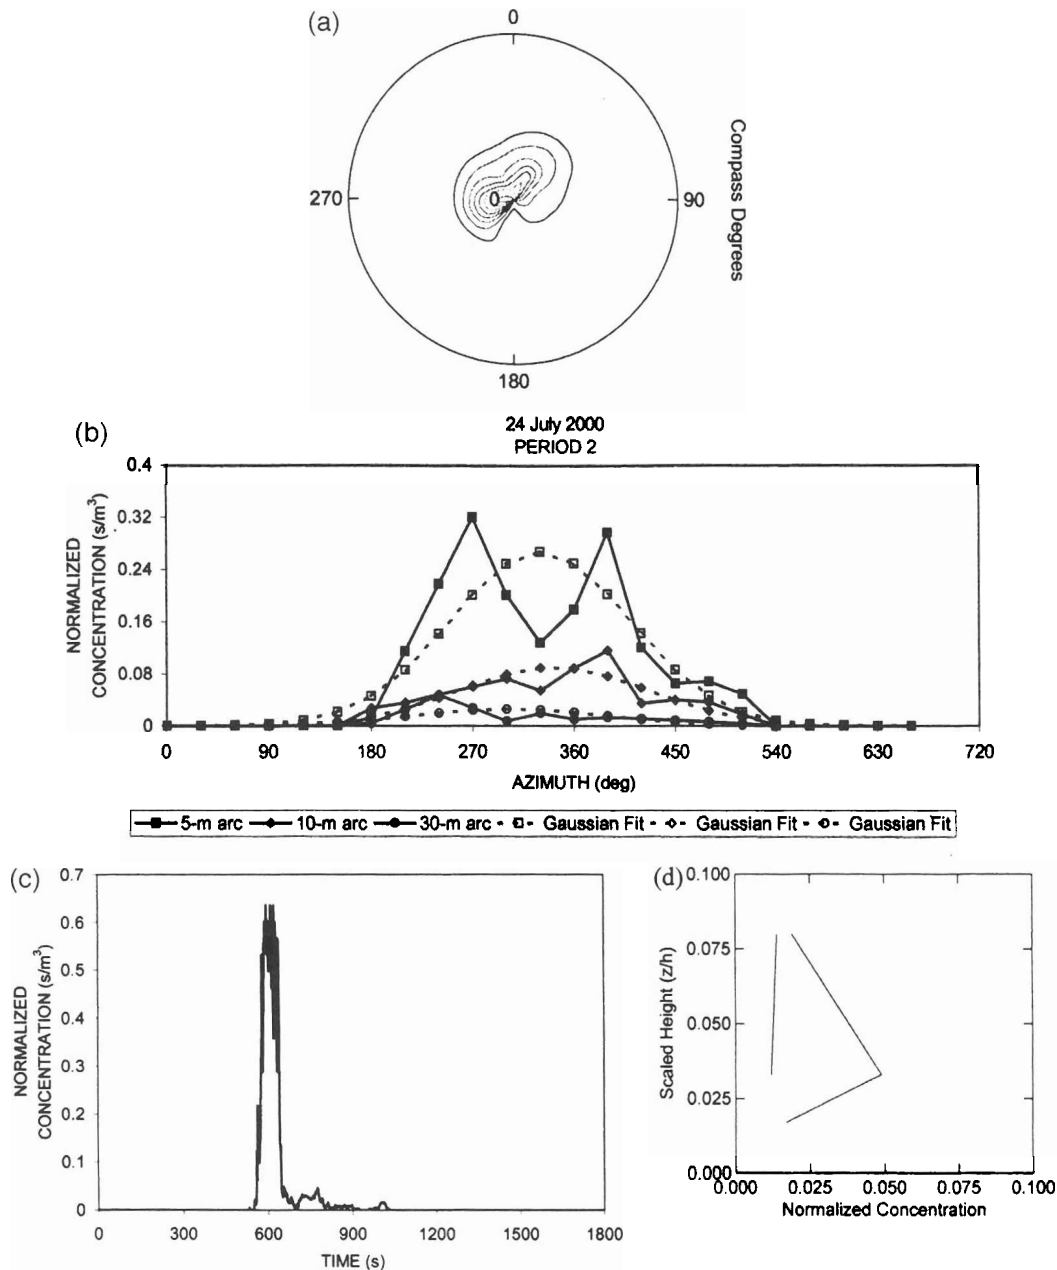 (a)
0
270
0
90
180
Compass Degrees
24 July 2000
PERIOD 2
(b)
NORMALIZED
CONCENTRATION (s/m³)
0.4
0.32
0.24
0.16
0.08
0
0 90 180 270 360 450 540 630 720
AZIMUTH (deg)
5-m arc 10-m arc 30-m arc Gaussian Fit Gaussian Fit Gaussian Fit
(c)
NORMALIZED
CONCENTRATION (s/m³)
0.7
0.6
0.5
0.4
0.3
0.2
0.1
0
0 300 600 900 1200 1500 1800
TIME (s)
(d)
Scaled Height (z/h)
0.100
0.075
0.050
0.025
0.000
0.000 0.025 0.050 0.075 0.100
Normalized Concentration